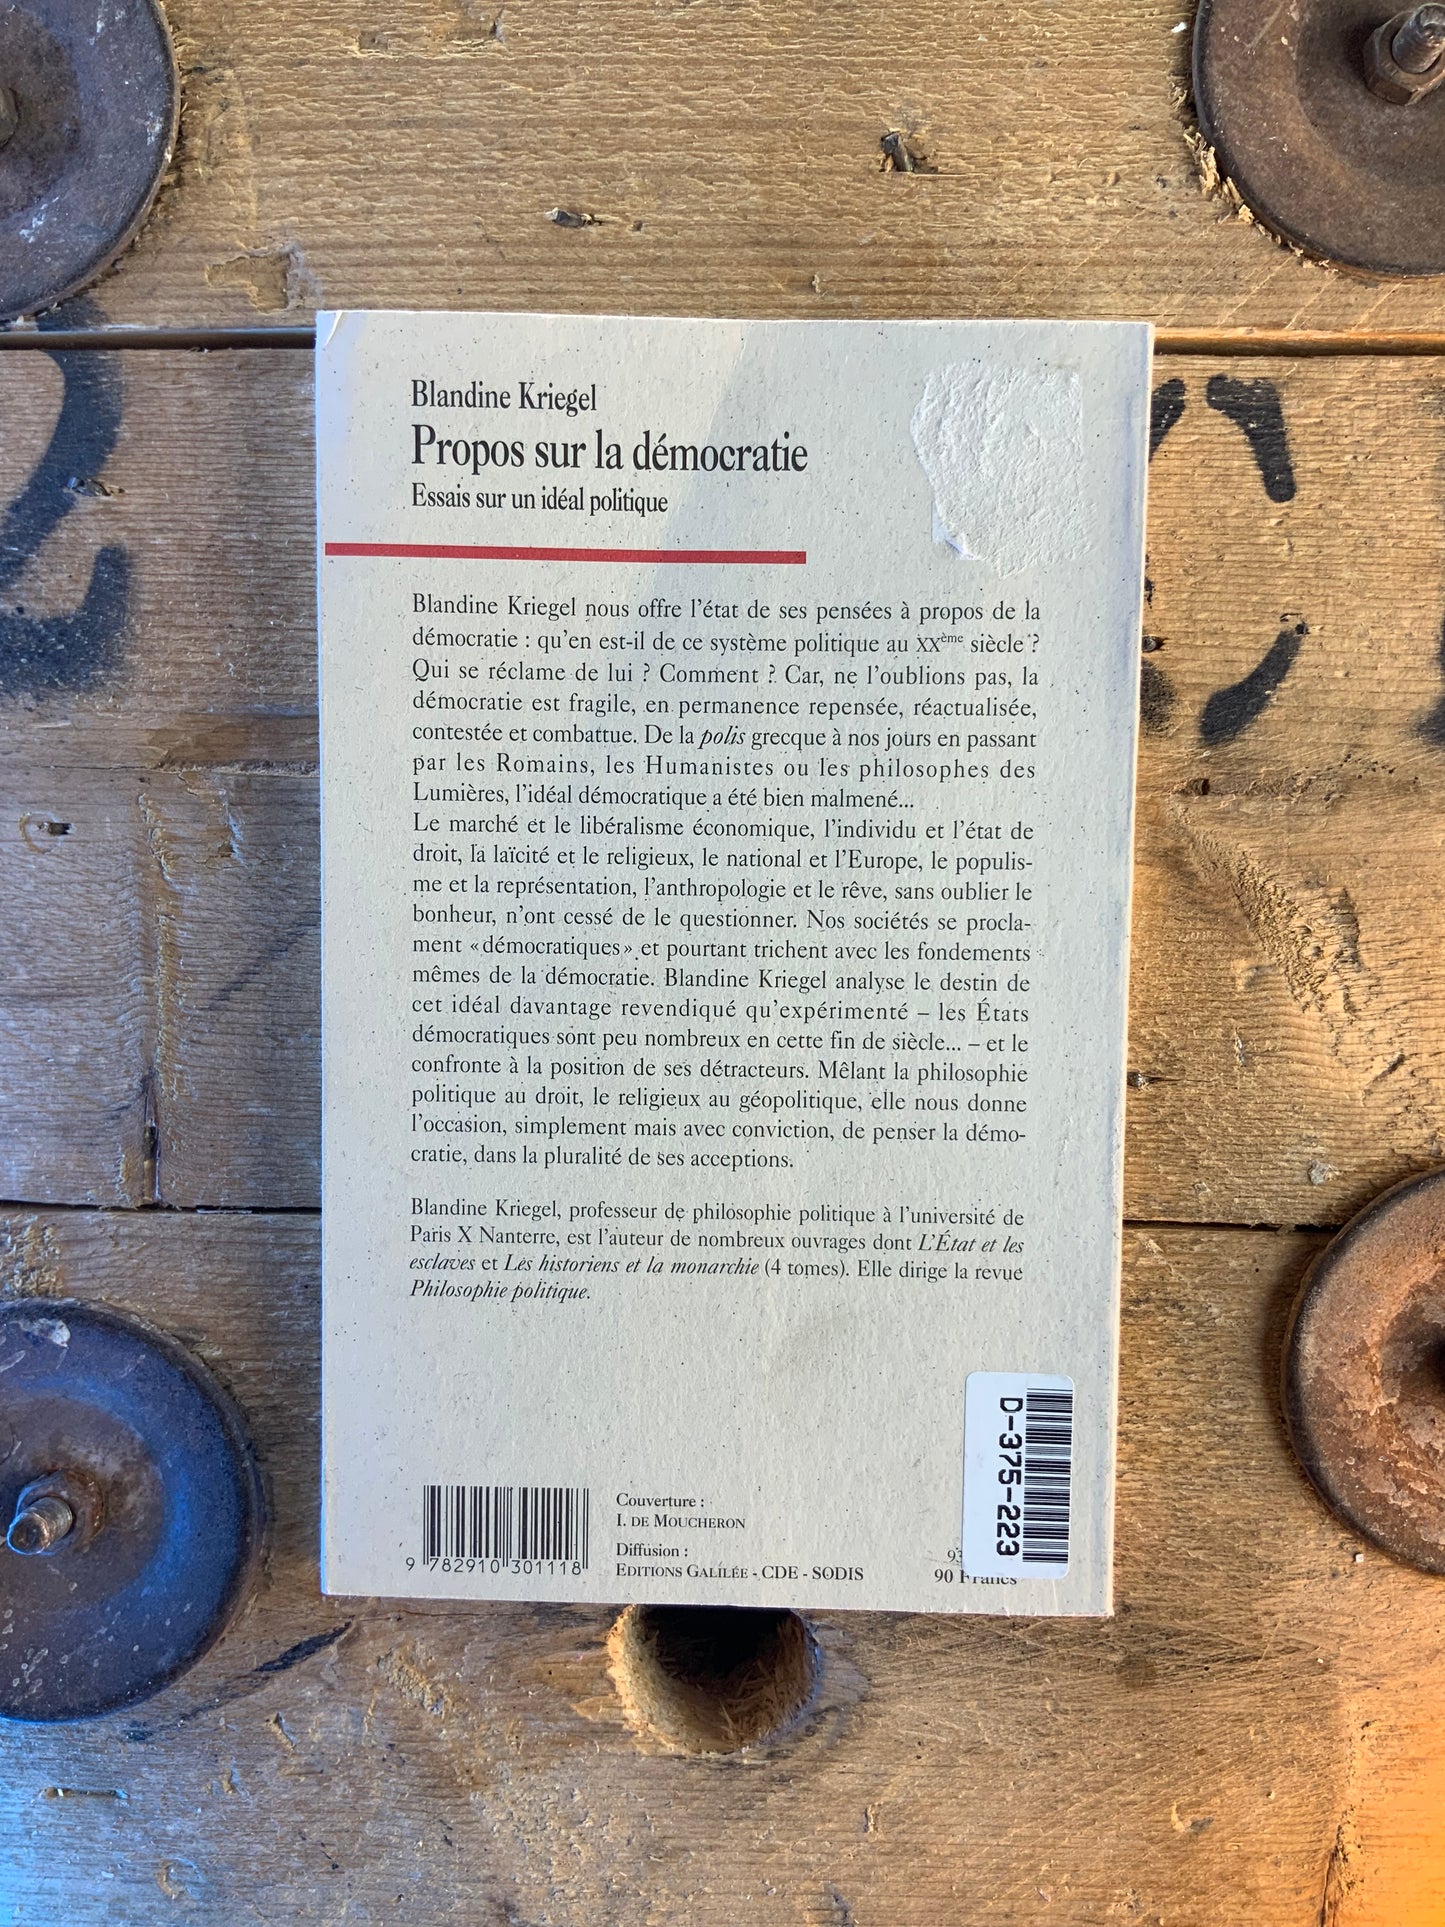 Blandine Kriegel
Propos sur la démocratie
Essais sur un idéal politique
Blandine Kriegel nous offre l'état de ses pensées à propos de la
démocratie : qu'en est-il de ce système politique au XXème siècle ?
Qui se réclame de lui ? Comment ? Car, ne l'oublions pas, la
démocratie est fragile, en permanence repensée, réactualisée,
contestée et combattue. De la polis grecque à nos jours en passant
par les Romains, les Humanistes ou les philosophes des
Lumières, l'idéal démocratique a été bien malmené...
Le marché et le libéralisme économique, l'individu et l'état de
droit, la laïcité et le religieux, le national et l'Europe, le populis-
me et la représentation, l'anthropologie et le rêve, sans oublier le
bonheur, n'ont cessé de le questionner. Nos sociétés se procla-
ment «démocratiques» et pourtant trichent avec les fondements
mêmes de la démocratie. Blandine Kriegel analyse le destin de
cet idéal davantage revendiqué qu'expérimenté – les États
démocratiques sont peu nombreux en cette fin de siècle... – et le
confronte à la position de ses détracteurs. Mêlant la philosophie
politique au droit, le religieux au géopolitique, elle nous donne
l'occasion, simplement mais avec conviction, de penser la démo-
cratie, dans la pluralité de ses acceptions.
Blandine Kriegel, professeur de philosophie politique à l'université de
Paris X Nanterre, est l'auteur de nombreux ouvrages dont L'État et les
esclaves et Les historiens et la monarchie (4 tomes). Elle dirige la revue
Philosophie politique.
9 782910 301118
Couverture :
I. DE MOUCHERON
Diffusion :
EDITIONS GALILÉE - CDE - SODIS
90 Francs
D-375-223